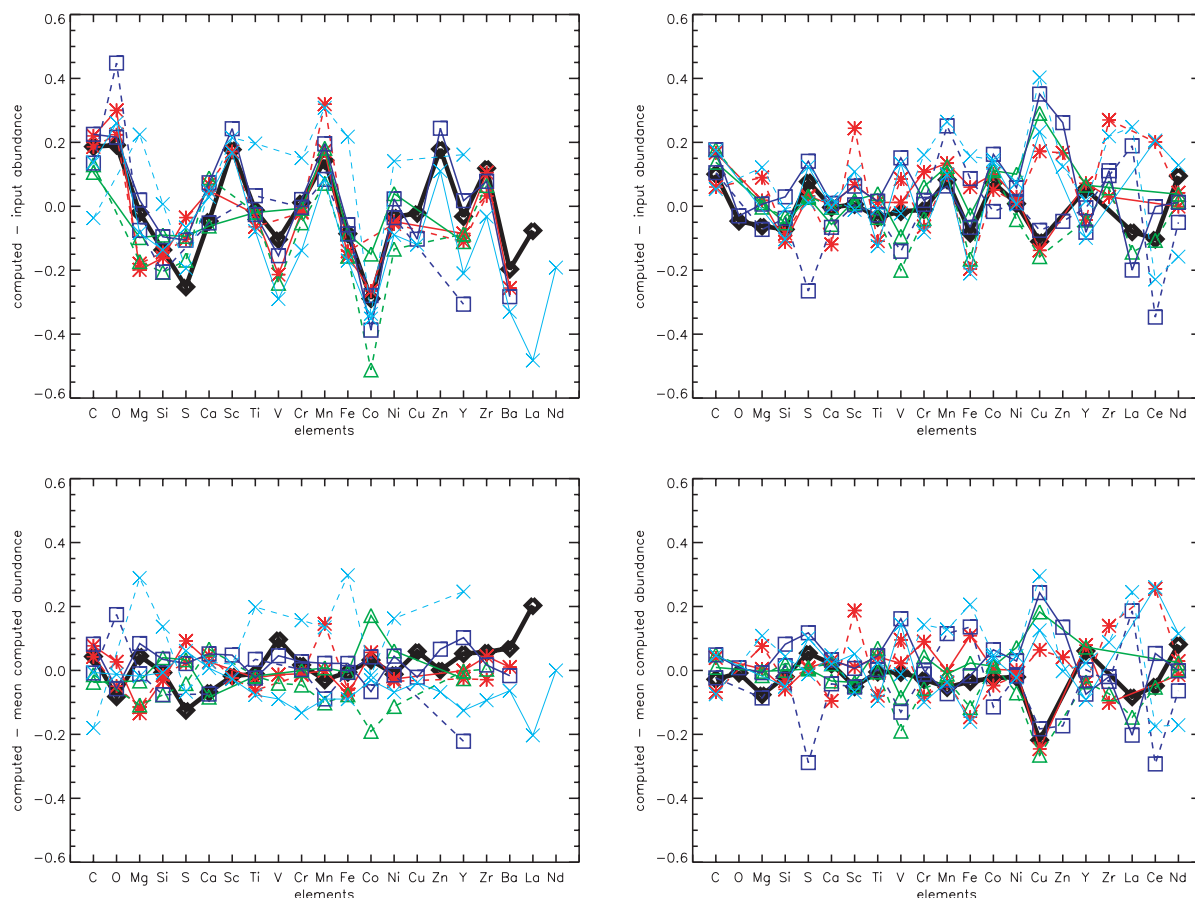 0.6
0.4
0.2
0.0
−0.2
−0.4
−0.6
computed − input abundance
C O Mg Si S Ca Sc Ti V Cr Mn Fe Co Ni Cu Zn Y Zr Ba La Nd
elements
0.6
0.4
0.2
0.0
−0.2
−0.4
−0.6
computed − input abundance
C O Mg Si S Ca Sc Ti V Cr Mn Fe Co Ni Cu Zn Y Zr La Ce Nd
elements
0.6
0.4
0.2
0.0
−0.2
−0.4
−0.6
computed − mean computed abundance
C O Mg Si S Ca Sc Ti V Cr Mn Fe Co Ni Cu Zn Y Zr Ba La Nd
elements
0.6
0.4
0.2
0.0
−0.2
−0.4
−0.6
computed − mean computed abundance
C O Mg Si S Ca Sc Ti V Cr Mn Fe Co Ni Cu Zn Y Zr La Ce Nd
elements